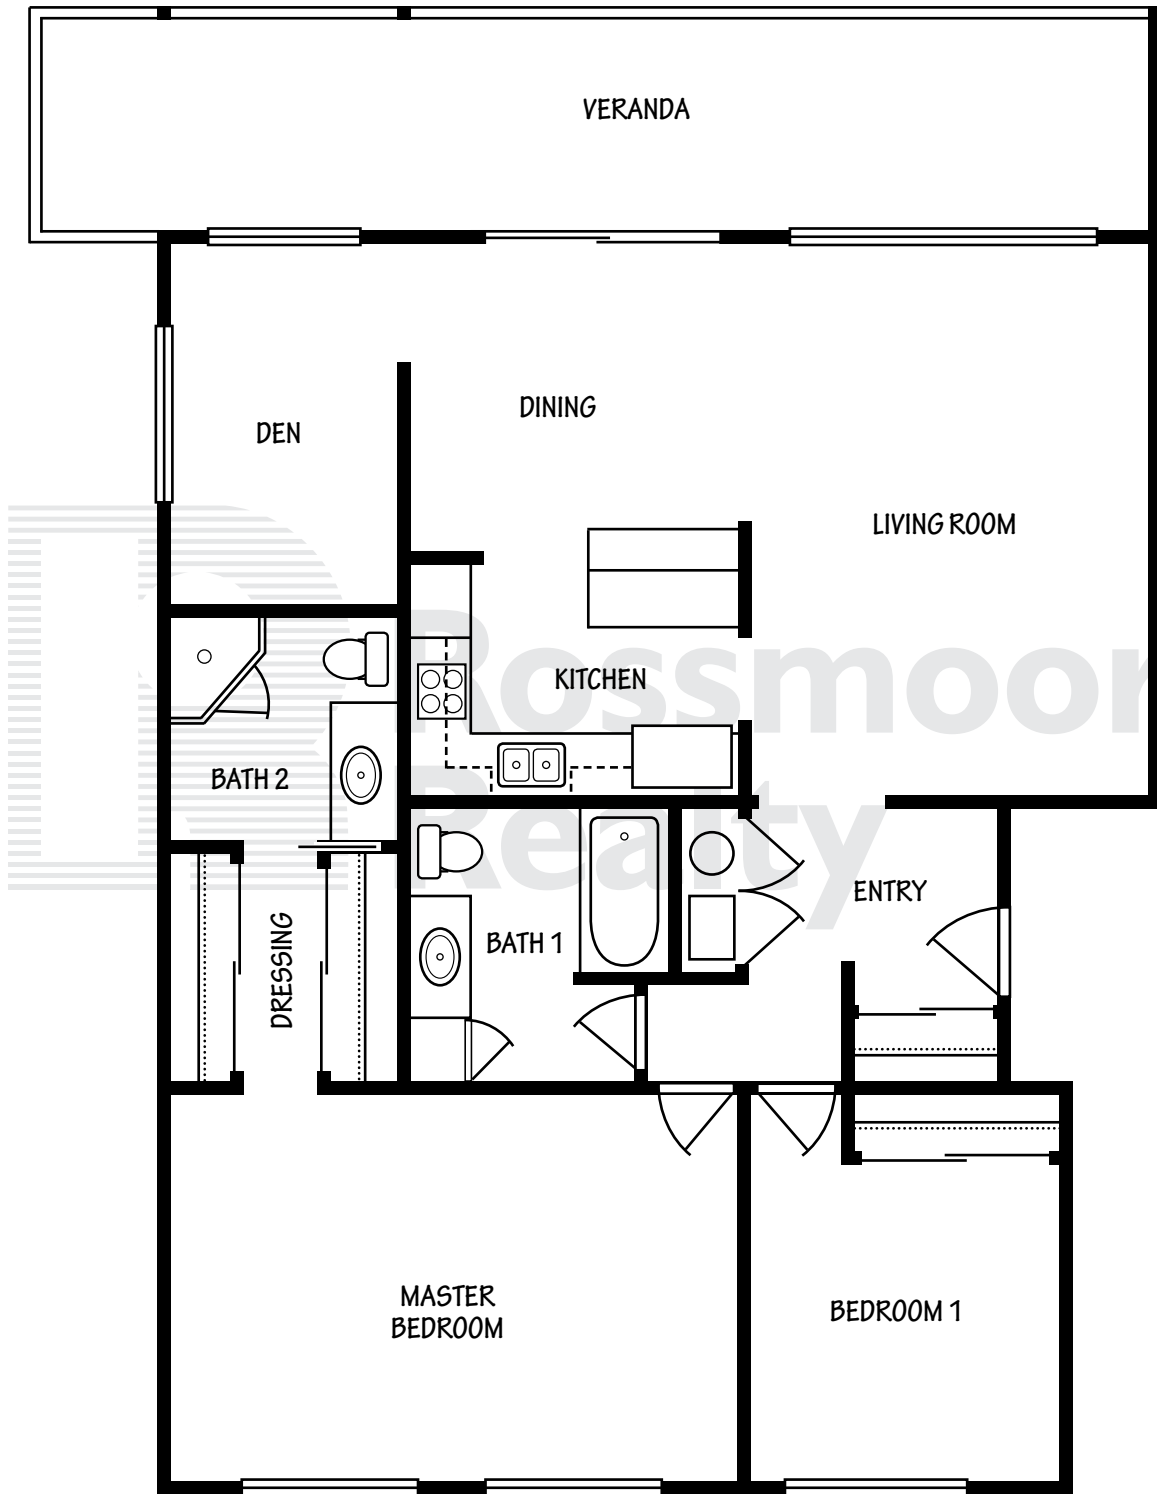 VERANDA
DINING
DEN
LIVING ROOM
Rossmoor
KITCHEN
BATH 2
Realty
ENTRY
BATH 1
DRESSING
MASTER
BEDROOM
BEDROOM 1